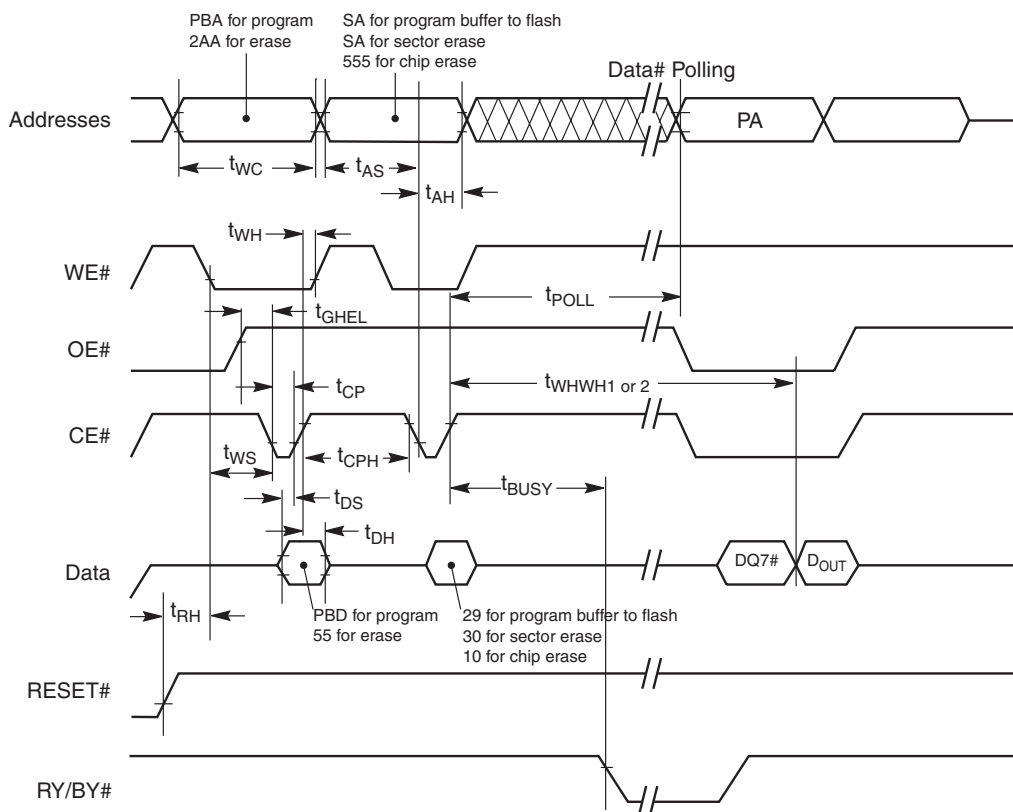 PBA for program
2AA for erase
SA for program buffer to flash
SA for sector erase
555 for chip erase
Data# Polling
Addresses
PA
tWC
tAS
tAH
tWH
WE#
tPOLL
tGHEL
OE#
tCP
tWHWH1 or 2
CE#
tWS
tCPH
tBUSY
tDS
tDH
Data
DQ7#
DOUT
PBD for program
55 for erase
29 for program buffer to flash
30 for sector erase
10 for chip erase
tRH
RESET#
RY/BY#